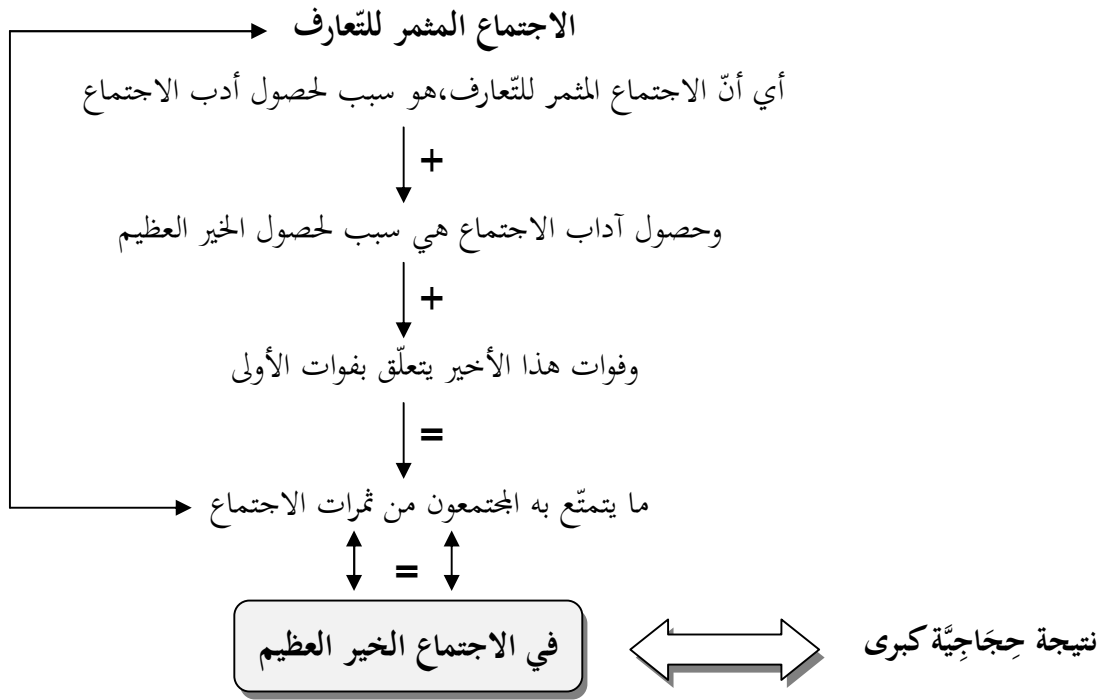 الاجتماع المثمر للتّعارف
أي أنّ الاجتماع المثمر للتّعارف،هو سبب لحصول أدب الاجتماع
+
وحصول آداب الاجتماع هي سبب لحصول الخير العظيم
+
وفوات هذا الأخير يتعلّق بفوات الأولى
=
ما يتمتّع به المجتمعون من ثمرات الاجتماع
=
في الاجتماع الخير العظيم
نتيجة حِجَاجِيَّة كبرى